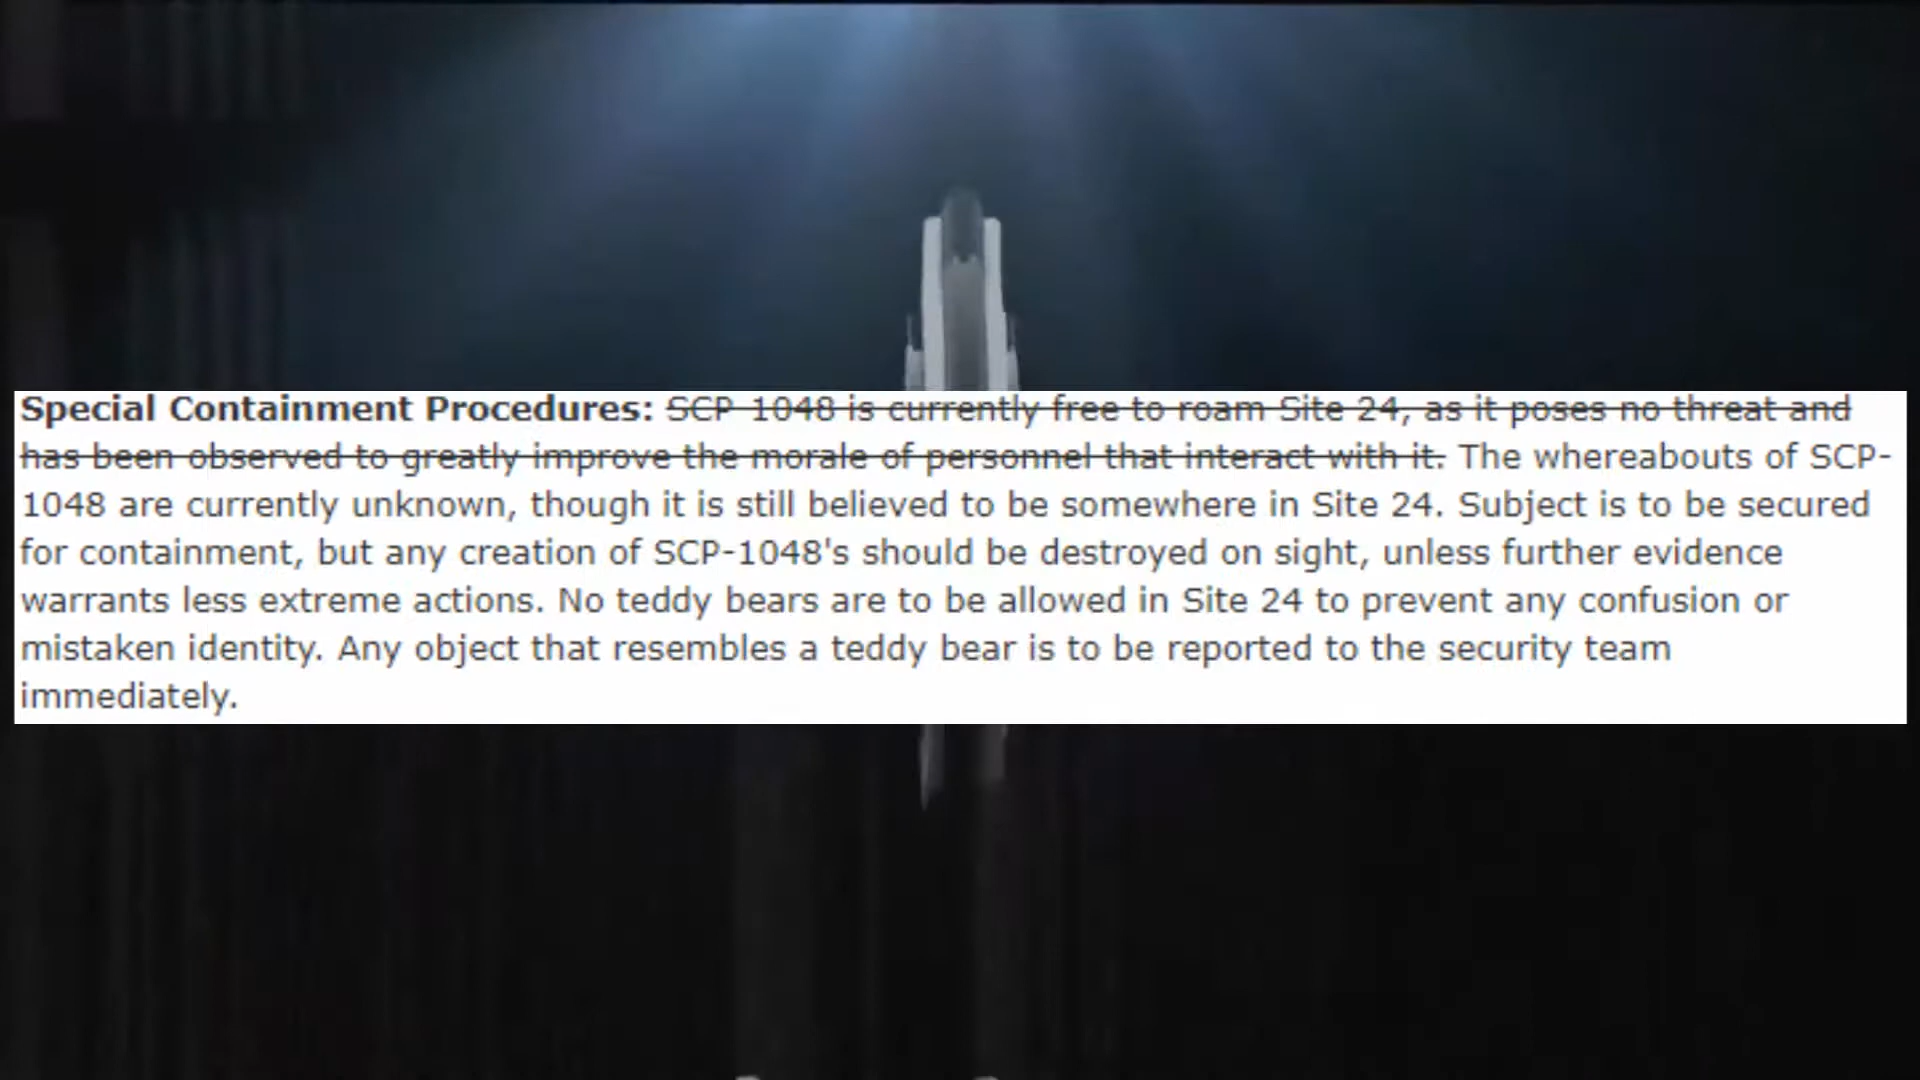 Special Containment Procedures: SCP-1048 is currently free to roam Site 24, as it poses no threat and
has been observed to greatly improve the morale of personnel that interact with it. The whereabouts of SCP-
1048 are currently unknown, though it is still believed to be somewhere in Site 24. Subject is to be secured
for containment, but any creation of SCP-1048's should be destroyed on sight, unless further evidence
warrants less extreme actions. No teddy bears are to be allowed in Site 24 to prevent any confusion or
mistaken identity. Any object that resembles a teddy bear is to be reported to the security team
immediately.